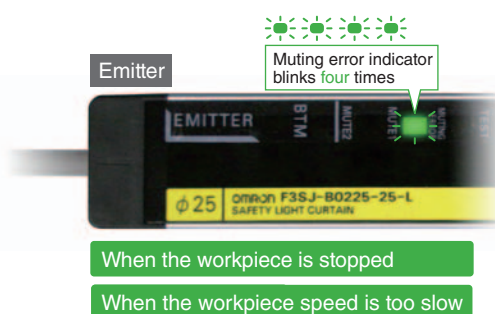 Emitter
Muting error indicator
blinks four times
EMITTER
BTM
MUTE2
MUTE1
MUTING
TEST
φ25
OMRON F3SJ-B0225-25-L
SAFETY LIGHT CURTAIN
When the workpiece is stopped
When the workpiece speed is too slow